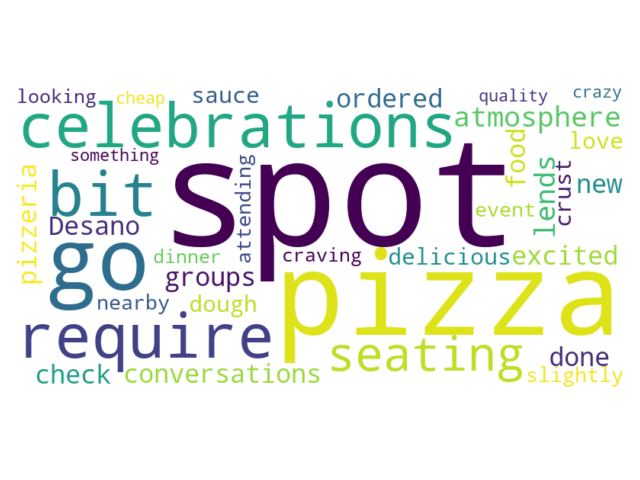 looking
cheap
sauce
ordered
quality
crazy
celebrations
atmosphere
love
something
spot
food
lends
crust
new
pizzeria
bit
attending
event
Desano
go
dinner
craving
delicious
excited
groups
pizza
nearby
dough
require
seating
done
check
conversations
slightly